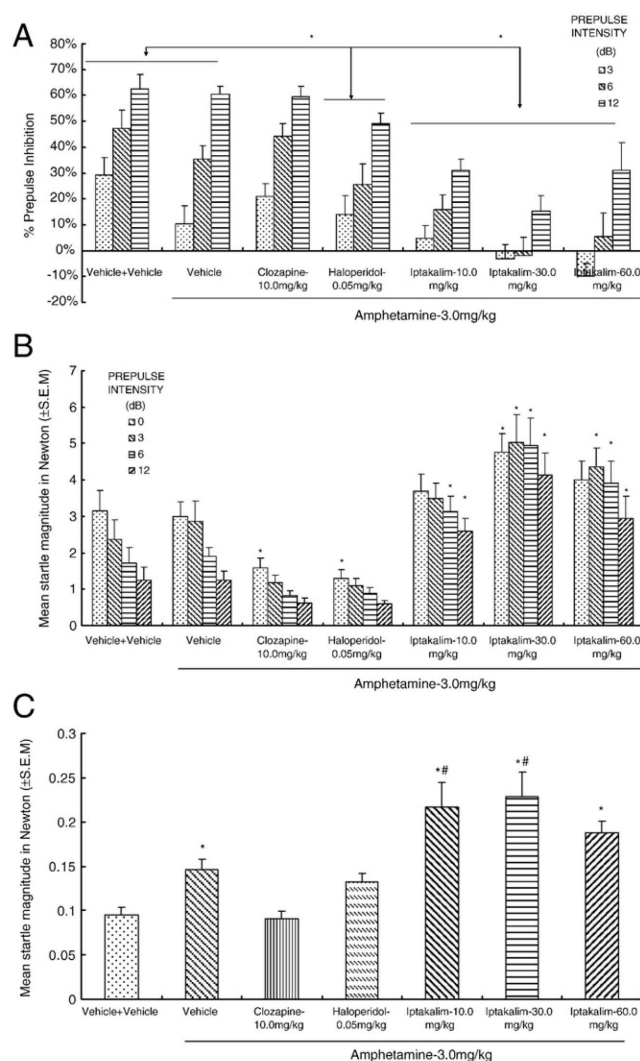 A
% Prepulse Inhibition
80%
70%
60%
50%
40%
30%
20%
10%
0%
-10%
-20%
*
*
PREPULSE
INTENSITY
(dB)
3
6
12
Vehicle+Vehicle Vehicle Clozapine- Haloperidol- Iptakalim-10.0 Iptakalim-30.0 Iptakalim-60.0
10.0mg/kg 0.05mg/kg mg/kg mg/kg mg/kg
Amphetamine-3.0mg/kg
B
Mean startle magnitude in Newton (±S.E.M)
7
6
5
4
3
2
1
0
PREPULSE
INTENSITY
(dB)
0
3
6
12
* * * * * * * * * * *
Vehicle+Vehicle Vehicle Clozapine- Haloperidol- Iptakalim-10.0 Iptakalim-30.0 Iptakalim-60.0
10.0mg/kg 0.05mg/kg mg/kg mg/kg mg/kg
Amphetamine-3.0mg/kg
C
Mean startle magnitude in Newton (±S.E.M)
0.3
0.25
0.2
0.15
0.1
0.05
0
* *# *# *
Vehicle+Vehicle Vehicle Clozapine- Haloperidol- Iptakalim-10.0 Iptakalim-30.0 Iptakalim-60.0
10.0mg/kg 0.05mg/kg mg/kg mg/kg mg/kg
Amphetamine-3.0mg/kg